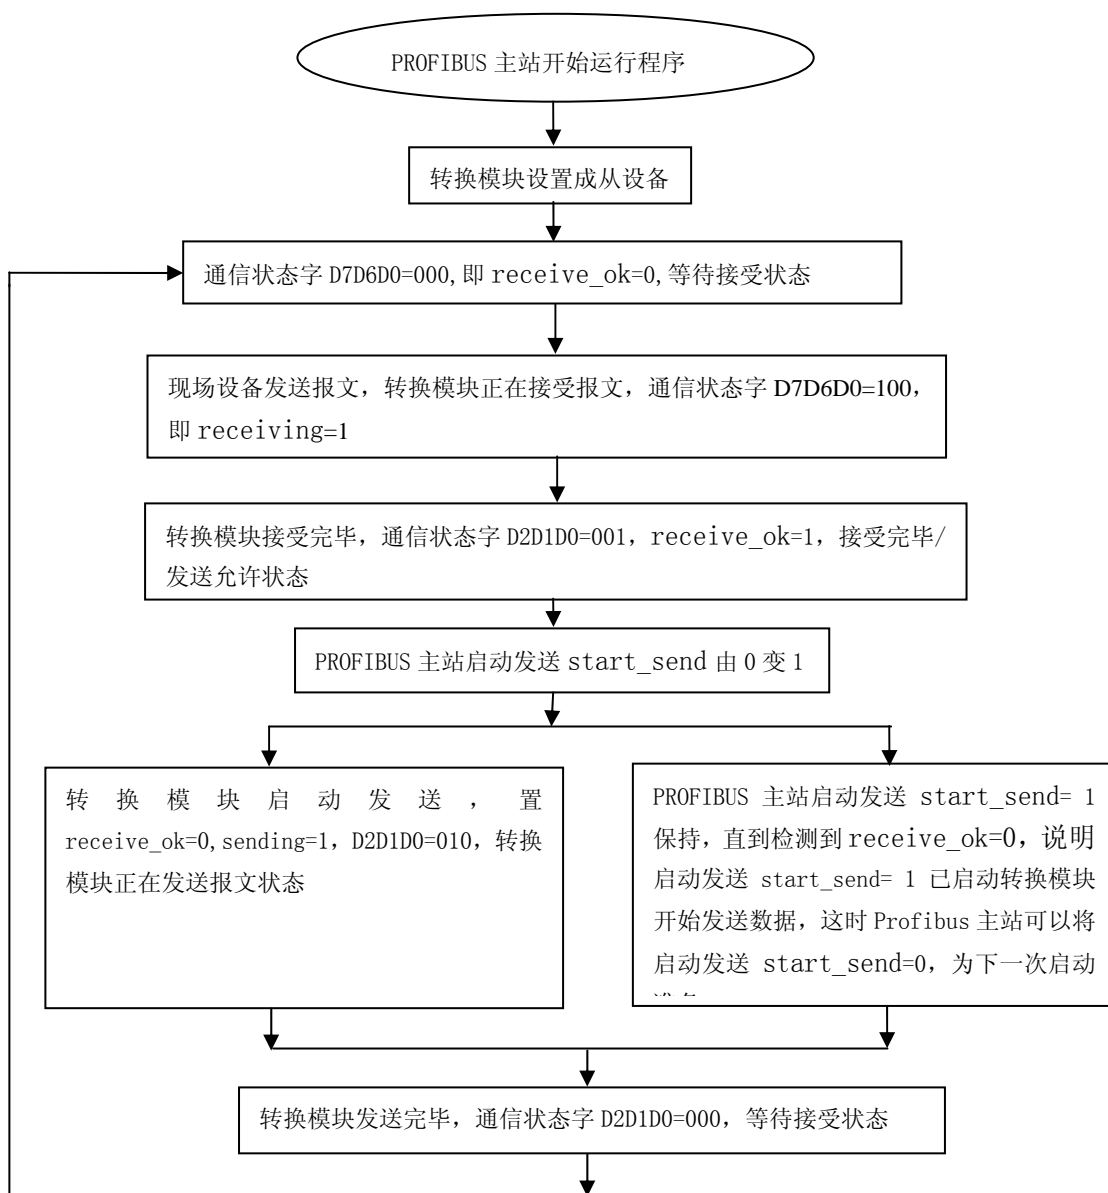 PROFIBUS 主站开始运行程序
转换模块设置成从设备
通信状态字 D7D6D0=000,即 receive_ok=0,等待接受状态
现场设备发送报文，转换模块正在接受报文，通信状态字 D7D6D0=100，
即 receiving=1
转换模块接受完毕，通信状态字 D2D1D0=001，receive_ok=1，接受完毕/
发送允许状态
PROFIBUS 主站启动发送 start_send 由 0 变 1
转换模块启动发送，置
receive_ok=0,sending=1，D2D1D0=010，转换
模块正在发送报文状态
PROFIBUS 主站启动发送 start_send= 1
保持，直到检测到 receive_ok=0，说明
启动发送 start_send= 1 已启动转换模块
开始发送数据，这时 Profibus 主站可以将
启动发送 start_send=0，为下一次启动
转换模块发送完毕，通信状态字 D2D1D0=000，等待接受状态